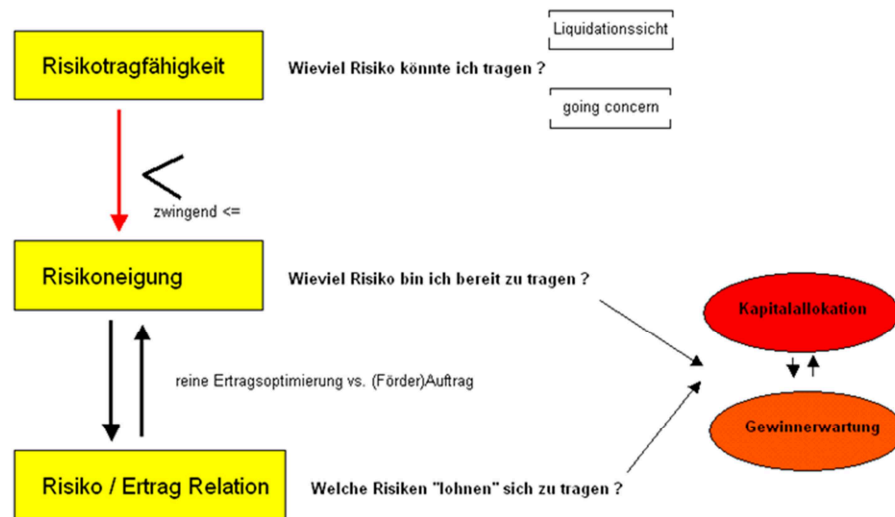 Liquidationssicht
Risikotragfähigkeit
Wieviel Risiko könnte ich tragen ?
going concern
zwingend <=
Risikoneigung
Wieviel Risiko bin ich bereit zu tragen ?
Kapitalallokation
reine Ertragsoptimierung vs. (Förder)Auftrag
Gewinnerwartung
Risiko / Ertrag Relation
Welche Risiken "lohnen" sich zu tragen ?